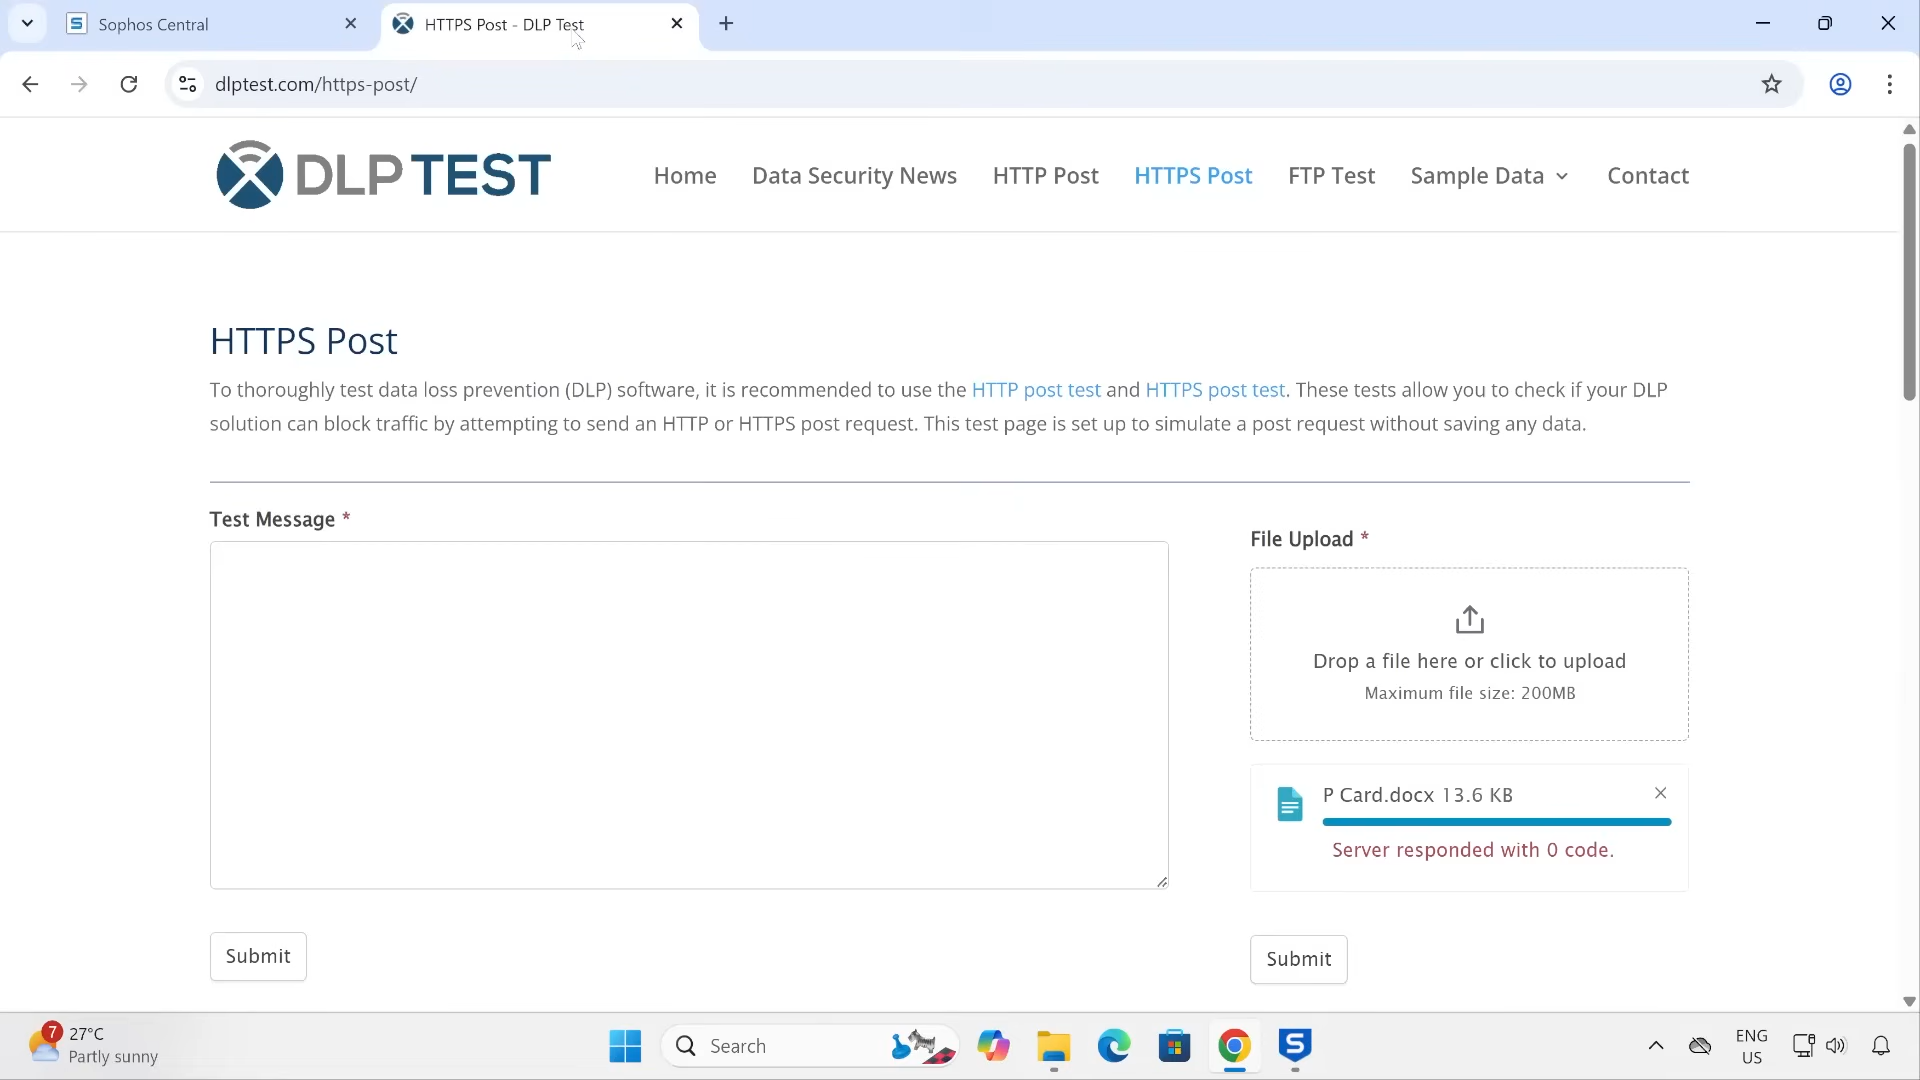 Sophos Central
HTTPS Post - DLP Test
dlptest.com/https-post/
DLP TEST
Home
Data Security News
HTTP Post
HTTPS Post
FTP Test
Sample Data
Contact
HTTPS Post
To thoroughly test data loss prevention (DLP) software, it is recommended to use the HTTP post test and HTTPS post test. These tests allow you to check if your DLP
solution can block traffic by attempting to send an HTTP or HTTPS post request. This test page is set up to simulate a post request without saving any data.
Test Message *
File Upload *
Drop a file here or click to upload
Maximum file size: 200MB
P Card.docx 13.6 KB
Server responded with 0 code.
Submit
Submit
7
27°C
Partly sunny
Search
ENG
US